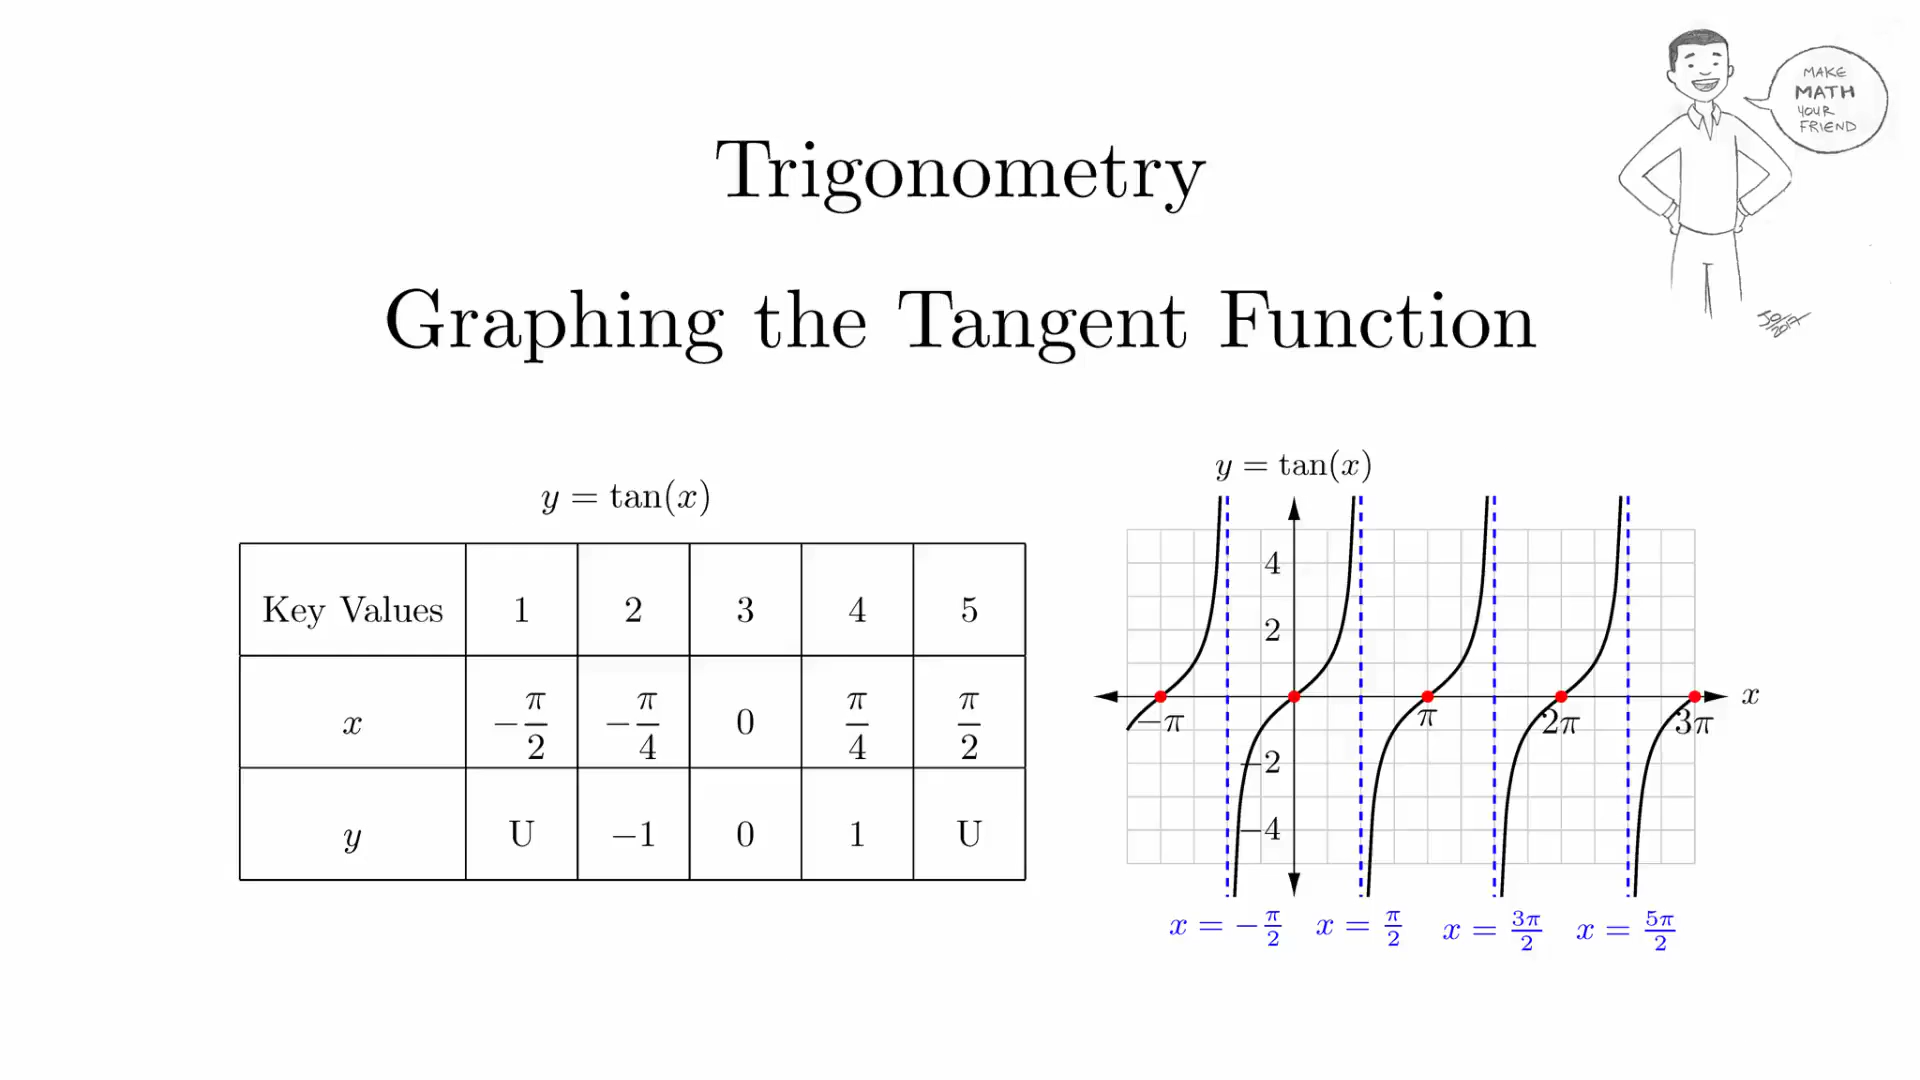 MAKE
MATH
YOUR
FRIEND
Trigonometry
Graphing the Tangent Function
y = tan(x)
Key Values 1 2 3 4 5
x −π/2 −π/4 0 π/4 π/2
y U −1 0 1 U
y = tan(x)
4
2
x
−π π 2π 3π
−2
−4
x = −π/2 x = π/2 x = 3π/2 x = 5π/2